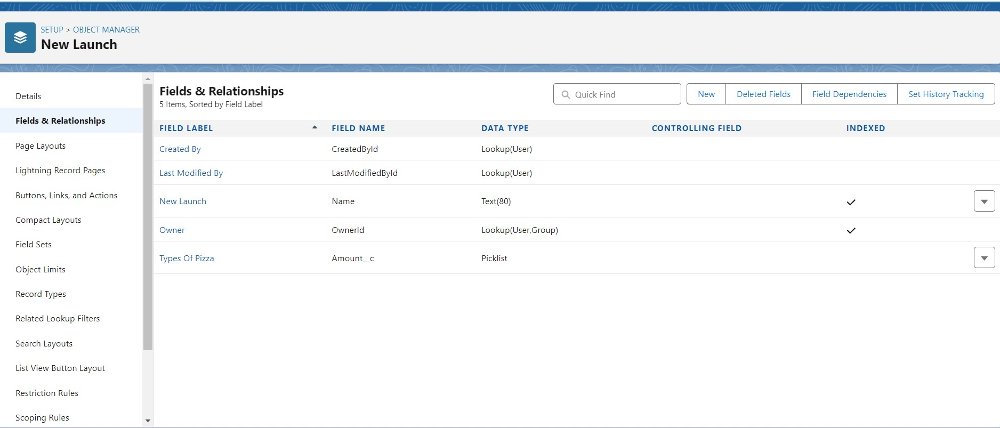 SETUP > OBJECT MANAGER
New Launch
Details
Fields & Relationships
Page Layouts
Lightning Record Pages
Buttons, Links, and Actions
Compact Layouts
Field Sets
Object Limits
Record Types
Related Lookup Filters
Search Layouts
List View Button Layout
Restriction Rules
Scoping Rules
Fields & Relationships
5 Items, Sorted by Field Label
Quick Find
New
Deleted Fields
Field Dependencies
Set History Tracking
FIELD LABEL FIELD NAME DATA TYPE CONTROLLING FIELD INDEXED
Created By CreatedById Lookup(User)
Last Modified By LastModifiedById Lookup(User)
New Launch Name Text(80)
Owner OwnerId Lookup(User,Group)
Types Of Pizza Amount__c Picklist